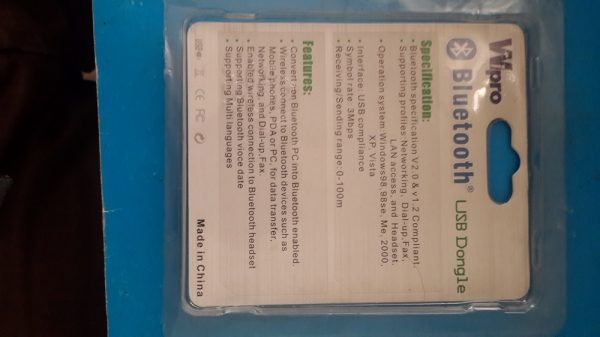 Wipro
Bluetooth® USB Dongle
Specification:
• Bluetooth specification V2.0 & v1.2 Compliant.
• Supporting profiles:Networking, Dial-up,Fax,
LAN access, and Headset.
• Operation system:Windows98,98se, Me, 2000,
XP, Vista
• Interface: USB compliance
• Symbol rate: 3Mbps
• Receiving/Sending range: 0-100m
Features:
• Convert non Bluetooth PC into Bluetooth enabled.
• Wireless connect to Bluetooth devices such as
Mobile phones, PDA or PC, for data transfer,
Networking, and Dial-up,Fax.
• Enabled wireless connection to Bluetooth headset
• Supporting Bluetooth vioce date
• Supporting Multi languages
CE FC Made in China